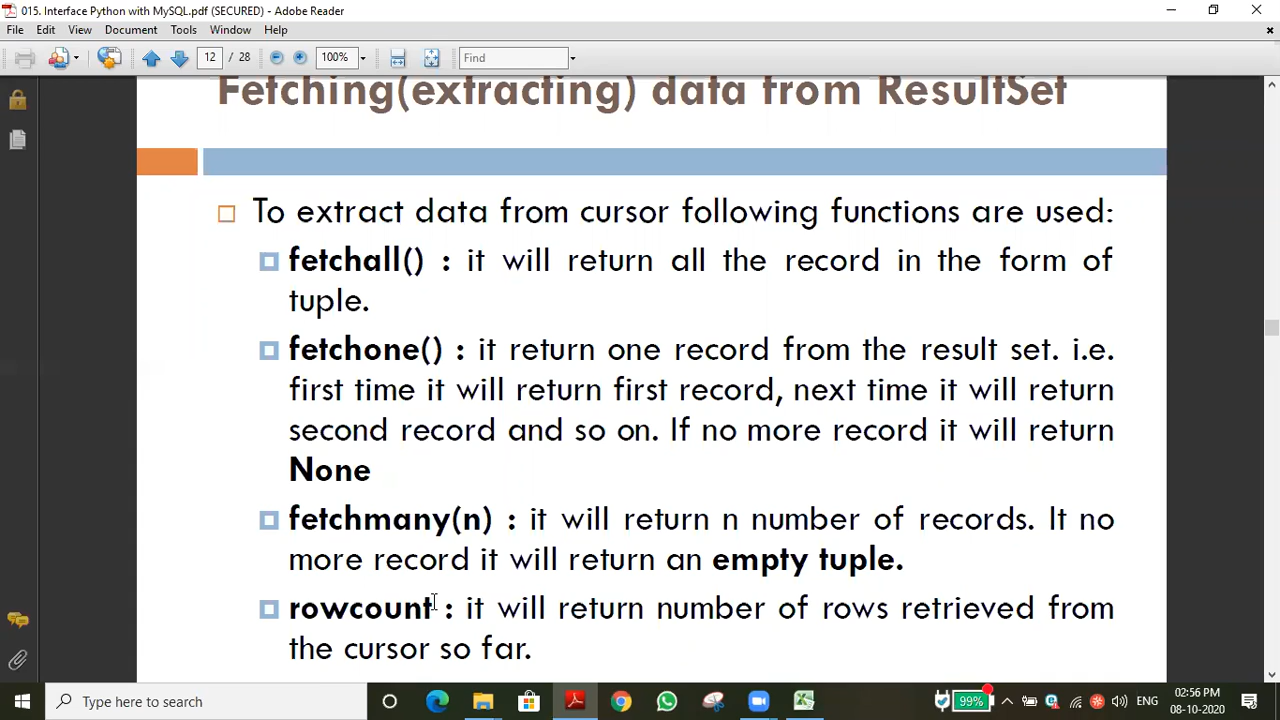 015. Interface Python with MySQL.pdf (SECURED) - Adobe Reader
File Edit View Document Tools Window Help
12 / 28 100% Find
Fetching(extracting) data from ResultSet
To extract data from cursor following functions are used:
fetchall() : it will return all the record in the form of
tuple.
fetchone() : it return one record from the result set. i.e.
first time it will return first record, next time it will return
second record and so on. If no more record it will return
None
fetchmany(n) : it will return n number of records. It no
more record it will return an empty tuple.
rowcount : it will return number of rows retrieved from
the cursor so far.
Type here to search 99% ENG 02:56 PM
08-10-2020